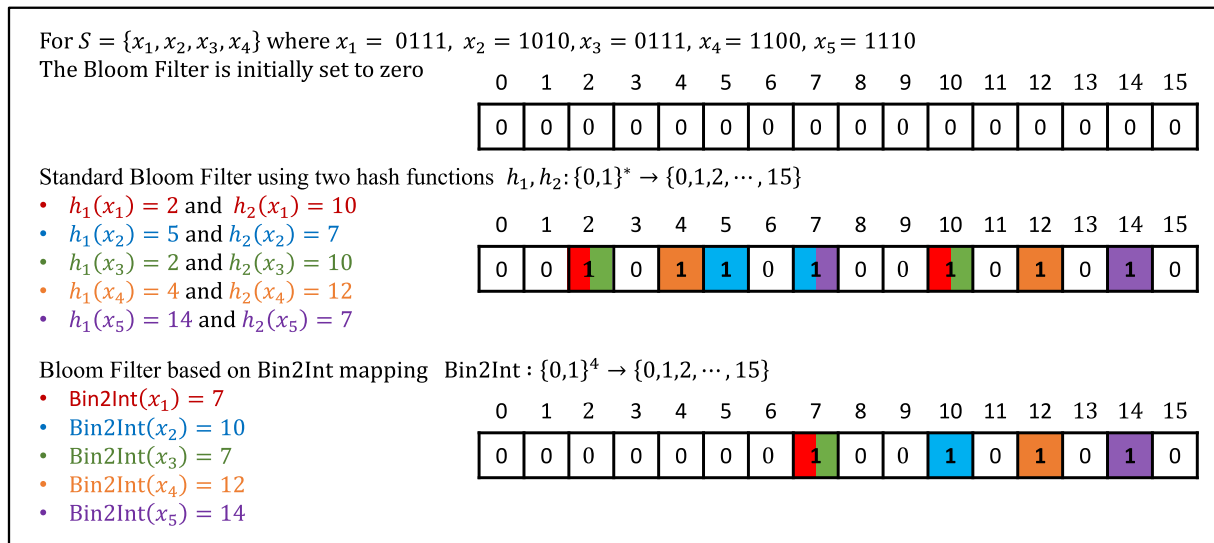 For S = {x₁, x₂, x₃, x₄} where x₁ = 0111, x₂ = 1010, x₃ = 0111, x₄ = 1100, x₅ = 1110
The Bloom Filter is initially set to zero
0 1 2 3 4 5 6 7 8 9 10 11 12 13 14 15
0 0 0 0 0 0 0 0 0 0 0 0 0 0 0 0
Standard Bloom Filter using two hash functions h₁, h₂: {0,1}* → {0,1,2, ⋯, 15}
• h₁(x₁) = 2 and h₂(x₁) = 10
• h₁(x₂) = 5 and h₂(x₂) = 7
• h₁(x₃) = 2 and h₂(x₃) = 10
• h₁(x₄) = 4 and h₂(x₄) = 12
• h₁(x₅) = 14 and h₂(x₅) = 7
0 1 2 3 4 5 6 7 8 9 10 11 12 13 14 15
0 0 1 0 1 1 0 1 0 0 1 0 1 0 1 0
Bloom Filter based on Bin2Int mapping Bin2Int : {0,1}⁴ → {0,1,2, ⋯, 15}
• Bin2Int(x₁) = 7
• Bin2Int(x₂) = 10
• Bin2Int(x₃) = 7
• Bin2Int(x₄) = 12
• Bin2Int(x₅) = 14
0 1 2 3 4 5 6 7 8 9 10 11 12 13 14 15
0 0 0 0 0 0 0 1 0 0 1 0 1 0 1 0